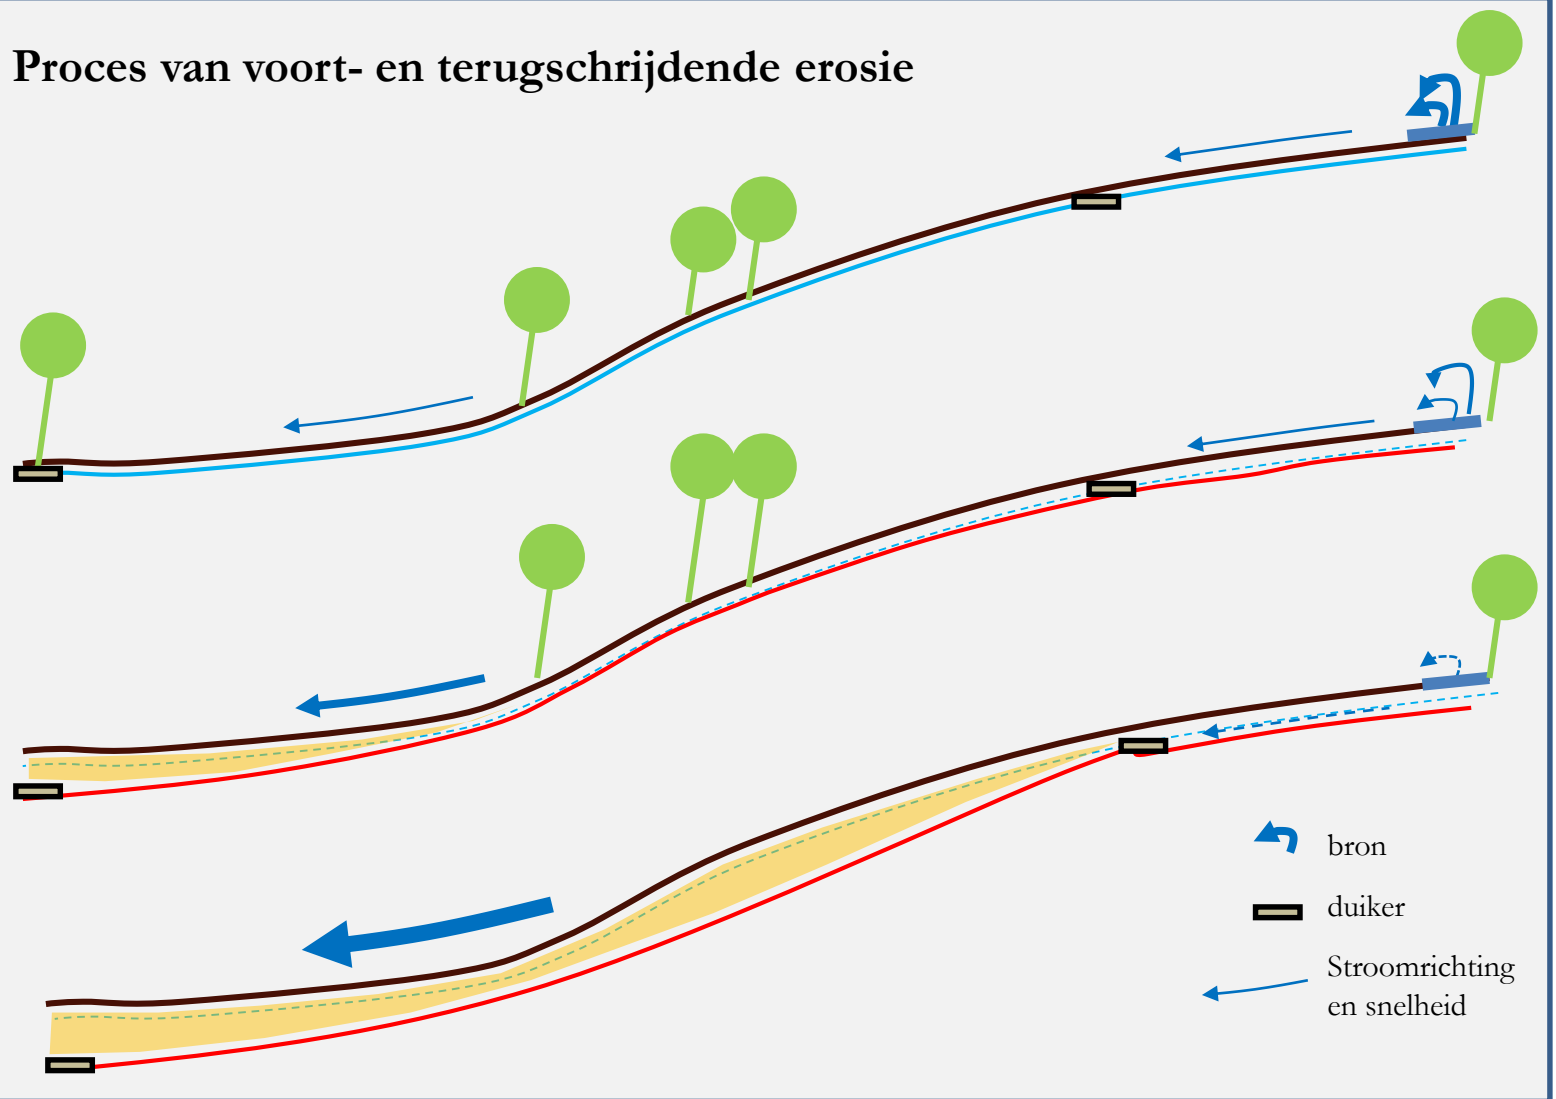 Proces van voort- en terugschrijdende erosie
bron
duiker
Stroomrichting
en snelheid